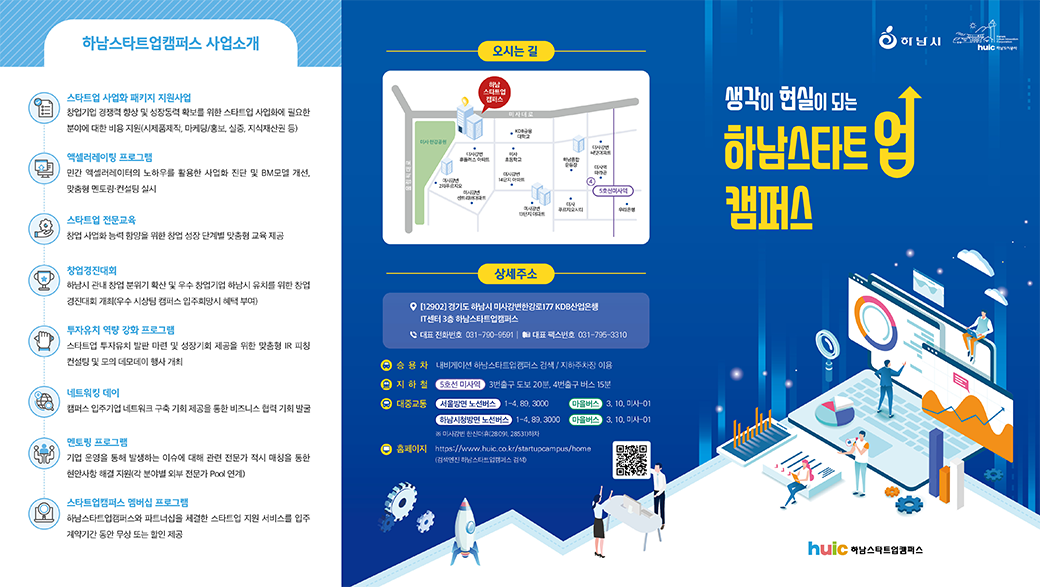 하남스타트업캠퍼스 사업소개
스타트업 사업화 패키지 지원사업
창업기업 경쟁력 향상 및 성장동력 확보를 위한 스타트업 사업화에 필요한
분야에 대한 비용 지원(시제품제작, 마케팅/홍보, 실증, 지식재산권 등)
엑셀러레이팅 프로그램
민간 엑셀러레이터의 노하우를 활용한 사업화 진단 및 BM모델 개선,
맞춤형 멘토링·컨설팅 실시
스타트업 전문교육
창업 사업화 능력 함양을 위한 창업 성장 단계별 맞춤형 교육 제공
창업경진대회
하남시 관내 창업 분위기 확산 및 우수 창업기업 하남시 유치를 위한 창업
경진대회 개최(우수 시상팀 캠퍼스 입주희망시 혜택 부여)
투자유치 역량 강화 프로그램
스타트업 투자유치 발판 마련 및 성장기회 제공을 위한 맞춤형 IR 피칭
컨설팅 및 모의 데모데이 행사 개최
네트워킹 데이
캠퍼스 입주기업 네트워크 구축 기회 제공을 통한 비즈니스 협력 기회 발굴
멘토링 프로그램
기업 운영을 통해 발생하는 이슈에 대해 관련 전문가 적시 매칭을 통한
현안사항 해결 지원(각 분야별 외부 전문가 Pool 연계)
스타트업캠퍼스 멤버십 프로그램
하남스타트업캠퍼스와 파트너십을 체결한 스타트업 지원 서비스를 입주
계약기간 동안 무상 또는 할인 제공
오시는 길
하남
스타트업
캠퍼스
미사대로
미사 한강공원
올림픽대로
KDB금융
대학교
미사강변
호들비스 아파트
미사
초등학교
하남종합
운동장
미사강변
미사역
미사강변
2차푸르지오
미사강변
센트리버아파트
미사강변
14단지 아파트
4
5호선미사역
미사강변
13단지 아파트
미사
푸르지오시티
우리은행
상세주소
[12902] 경기도 하남시 미사강변한강로177 KDB산업은행
IT센터 3층 하남스타트업캠퍼스
대표 전화번호 031-790-9591 | 대표 팩스번호 031-795-3310
승용차 내비게이션 하남스타트업캠퍼스 검색 / 지하주차장 이용
지하철 5호선 미사역 3번출구 도보 20분, 4번출구 버스 15분
대중교통 서울방면 노선버스 1-4, 89, 3000 마을버스 3, 10, 미사-01
하남시청방면 노선버스 1-4, 89, 3000 마을버스 3, 10, 미사-01
※ 미사강변 한신더휴(28091, 28530)하차
홈페이지 https://www.huic.co.kr/startupcampus/home
(검색엔진 하남스타트업캠퍼스 검색)
하남시
huic 하남도시공사
생각이 현실이 되는
하남스타트업
캠퍼스
huic 하남스타트업캠퍼스